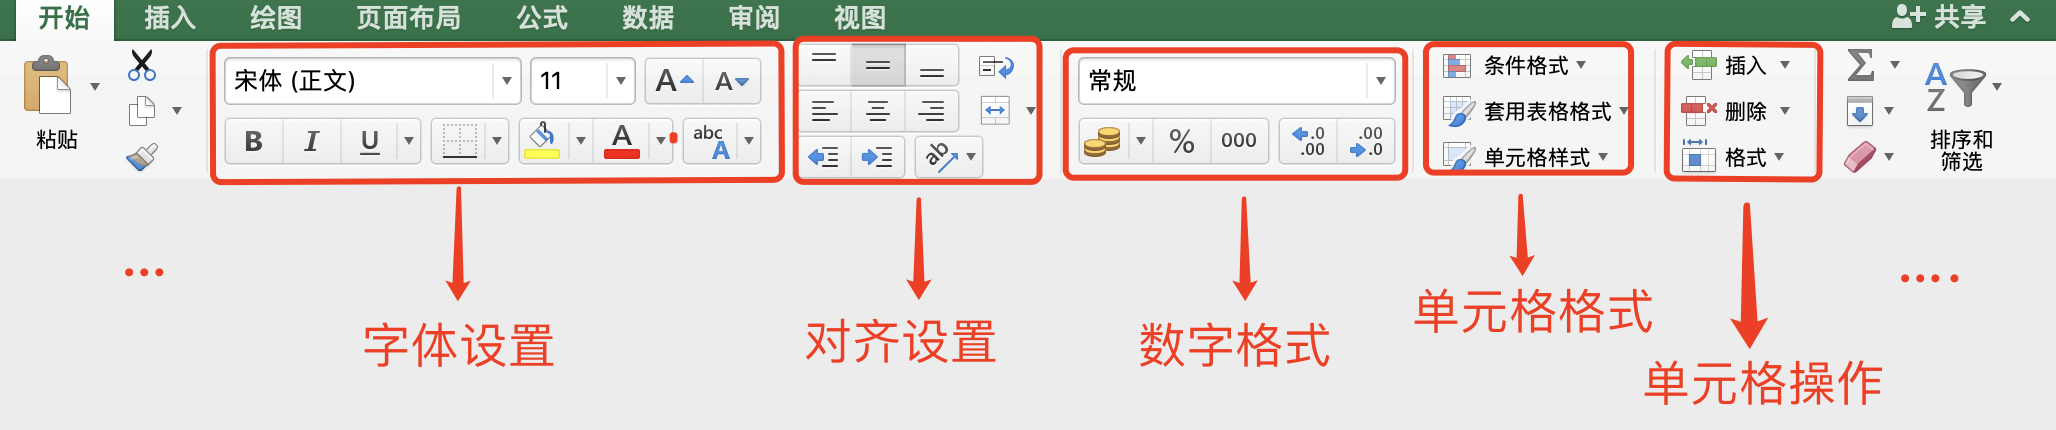 开始 插入 绘图 页面布局 公式 数据 审阅 视图 共享
宋体 (正文) 11 A A
常规
条件格式
插入
Σ
粘贴
套用表格格式
删除
B I U A abc A
ab
% 000 .0 .00 .00 .0
单元格样式
格式
A Z
排序和
筛选
... ....
字体设置
对齐设置
数字格式
单元格格式
单元格操作